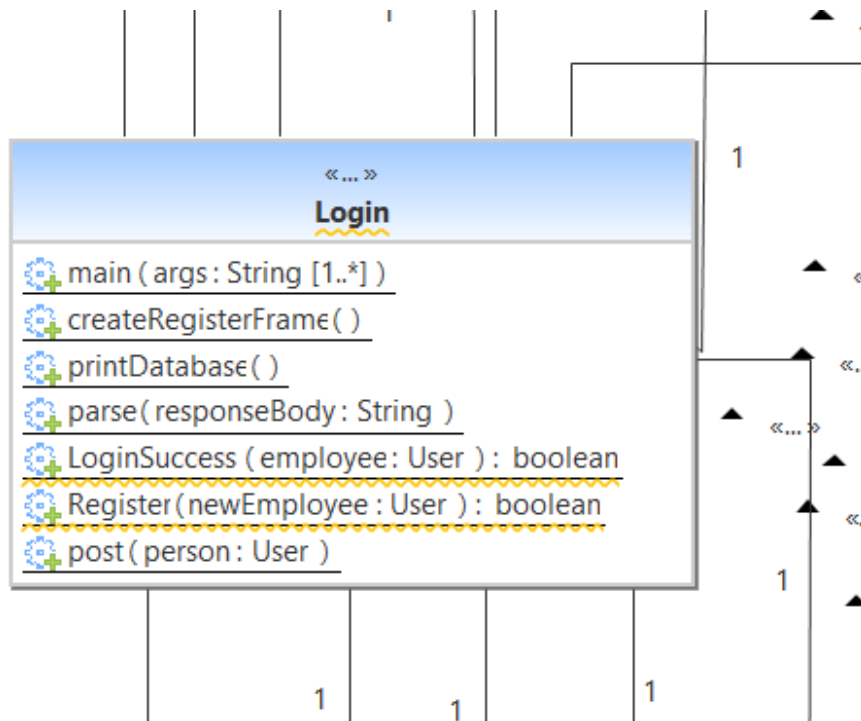 1
«... »
Login
1
main ( args : String [1..*] )
createRegisterFrame( )
printDatabase( )
parse( responseBody : String )
LoginSuccess ( employee : User ) : boolean
Register( newEmployee : User ) : boolean
post( person : User )
«
«..
«... »
«
1
1
1
1